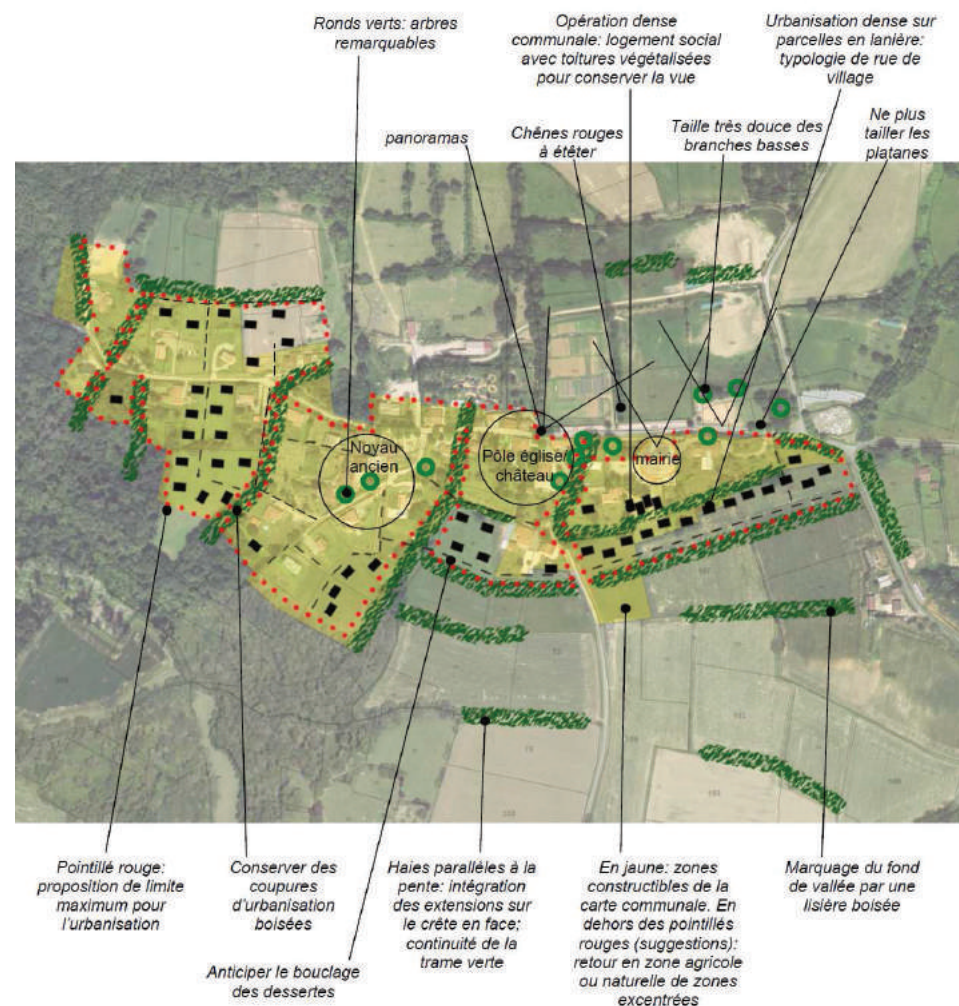 Ronds verts: arbres
remarquables
Opération dense
communale: logement social
avec toitures végétalisées
pour conserver la vue
Urbanisation dense sur
parcelles en lanière:
typologie de rue de
village
panoramas
Chênes rouges
à étêter
Taille très douce des
branches basses
Ne plus
tailler les
platanes
Noyau
ancien
Pôle église/
château
mairie
Pointillé rouge:
proposition de limite
maximum pour
l'urbanisation
Conserver des
coupures
d'urbanisation
boisées
Anticiper le bouclage
des dessertes
Haies parallèles à la
pente: intégration
des extensions sur
le crête en face;
continuité de la
trame verte
En jaune: zones
constructibles de la
carte communale. En
dehors des pointillés
rouges (suggestions):
retour en zone agricole
ou naturelle de zones
excentrées
Marquage du fond
de vallée par une
lisière boisée